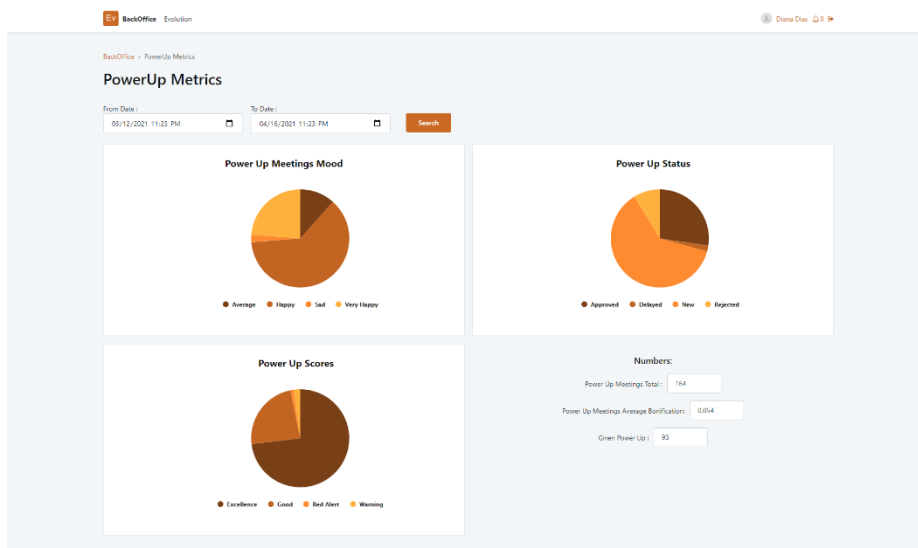 Ev BackOffice Evolution
Diana Dias 0
BackOffice › PowerUp Metrics
PowerUp Metrics
From Date :
To Date :
03/12/2021 11:23 PM
04/16/2021 11:23 PM
Search
Power Up Meetings Mood
Average Happy Sad Very Happy
Power Up Status
Approved Delayed New Rejected
Power Up Scores
Excellence Good Red Alert Warning
Numbers:
Power Up Meetings Total : 164
Power Up Meetings Average Bonification: 0.054
Given Power Up : 93